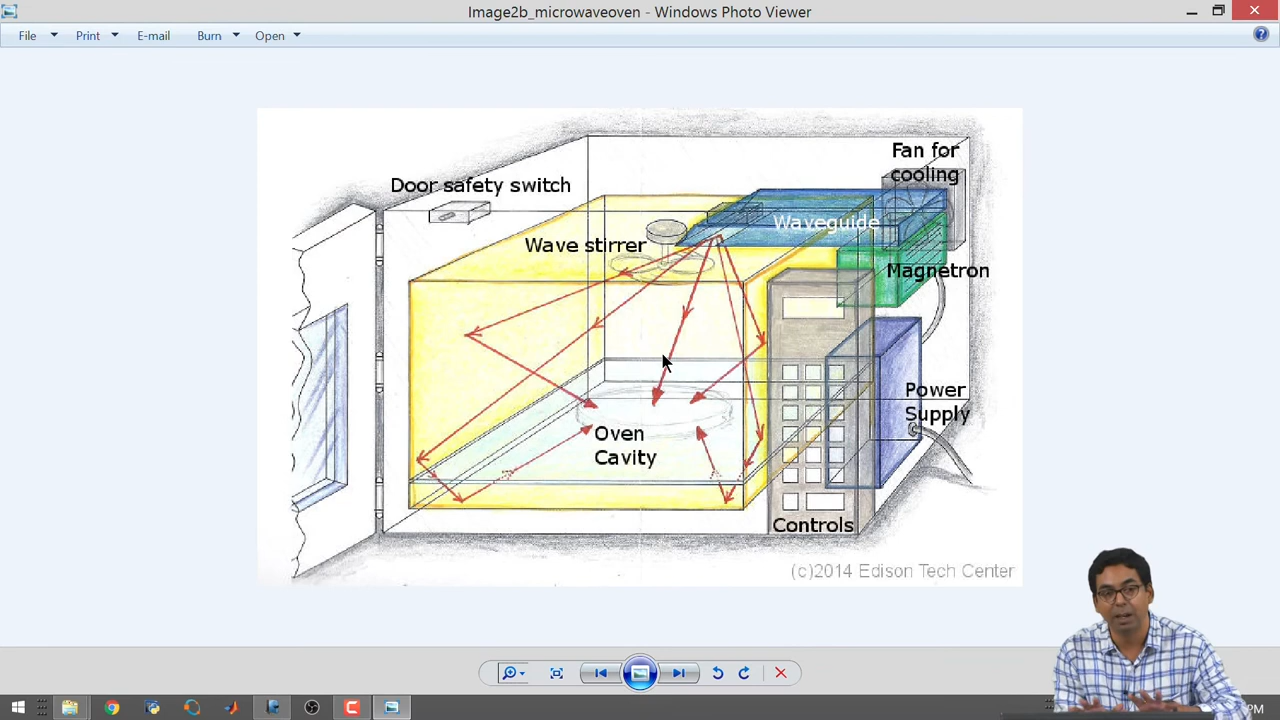 Image2b_microwaveoven - Windows Photo Viewer
File Print E-mail Burn Open
Fan for
cooling
Door safety switch
Waveguide
Wave stirrer
Magnetron
Power
Supply
Oven
Cavity
Controls
(c)2014 Edison Tech Center
PM